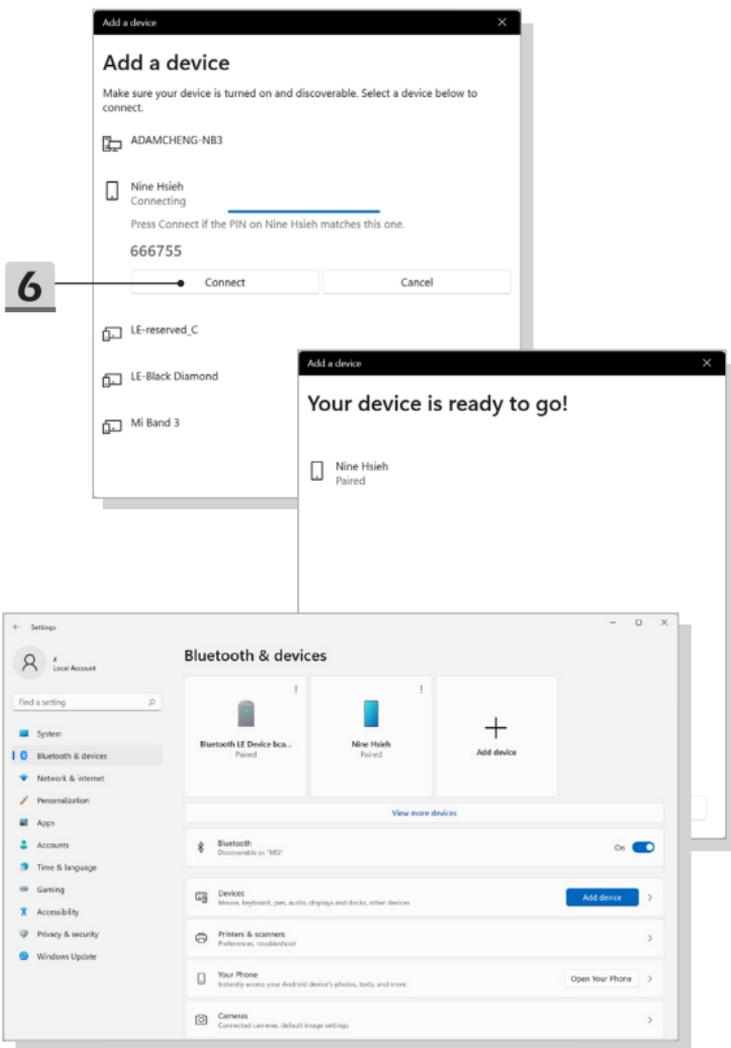 Add a device
Add a device
Make sure your device is turned on and discoverable. Select a device below to
connect.
ADAMCHENG-NB3
Nine Hsieh
Connecting
Press Connect if the PIN on Nine Hsieh matches this one.
666755
6
Connect
Cancel
LE-reserved_C
LE-Black Diamond
Mi Band 3
Add a device
Your device is ready to go!
Nine Hsieh
Paired
Settings
Local Account
Find a setting
System
Bluetooth & devices
Network & internet
Personalization
Apps
Accounts
Time & language
Gaming
Accessibility
Privacy & security
Windows Update
Bluetooth & devices
Bluetooth LE Device bca...
Paired
Nine Hsieh
Paired
Add device
View more devices
Bluetooth
Discoverable as "MSI"
On
Devices
Mouse, keyboard, pen, audio, displays and docks, other devices
Add device
Printers & scanners
Preferences, troubleshoot
Your Phone
Instantly access your Android device's photos, texts, and more
Open Your Phone
Cameras
Connected cameras, default image settings